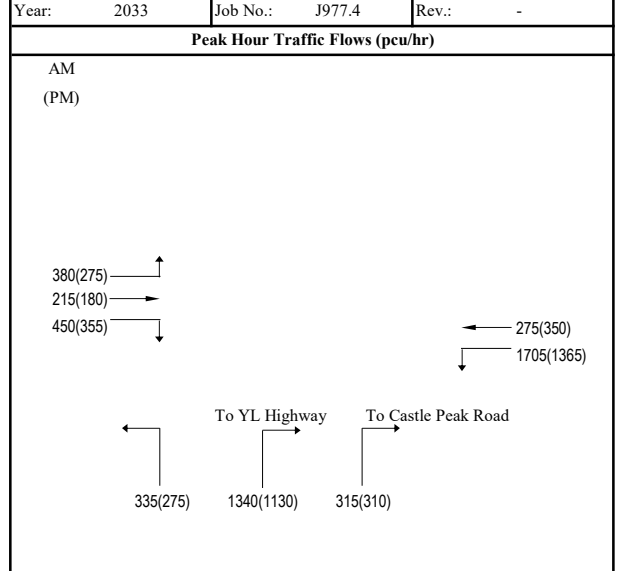 Year: 2033 Job No.: J977.4 Rev.: -
Peak Hour Traffic Flows (pcu/hr)
AM
(PM)
380(275)
215(180)
450(355)
275(350)
1705(1365)
To YL Highway To Castle Peak Road
335(275) 1340(1130) 315(310)